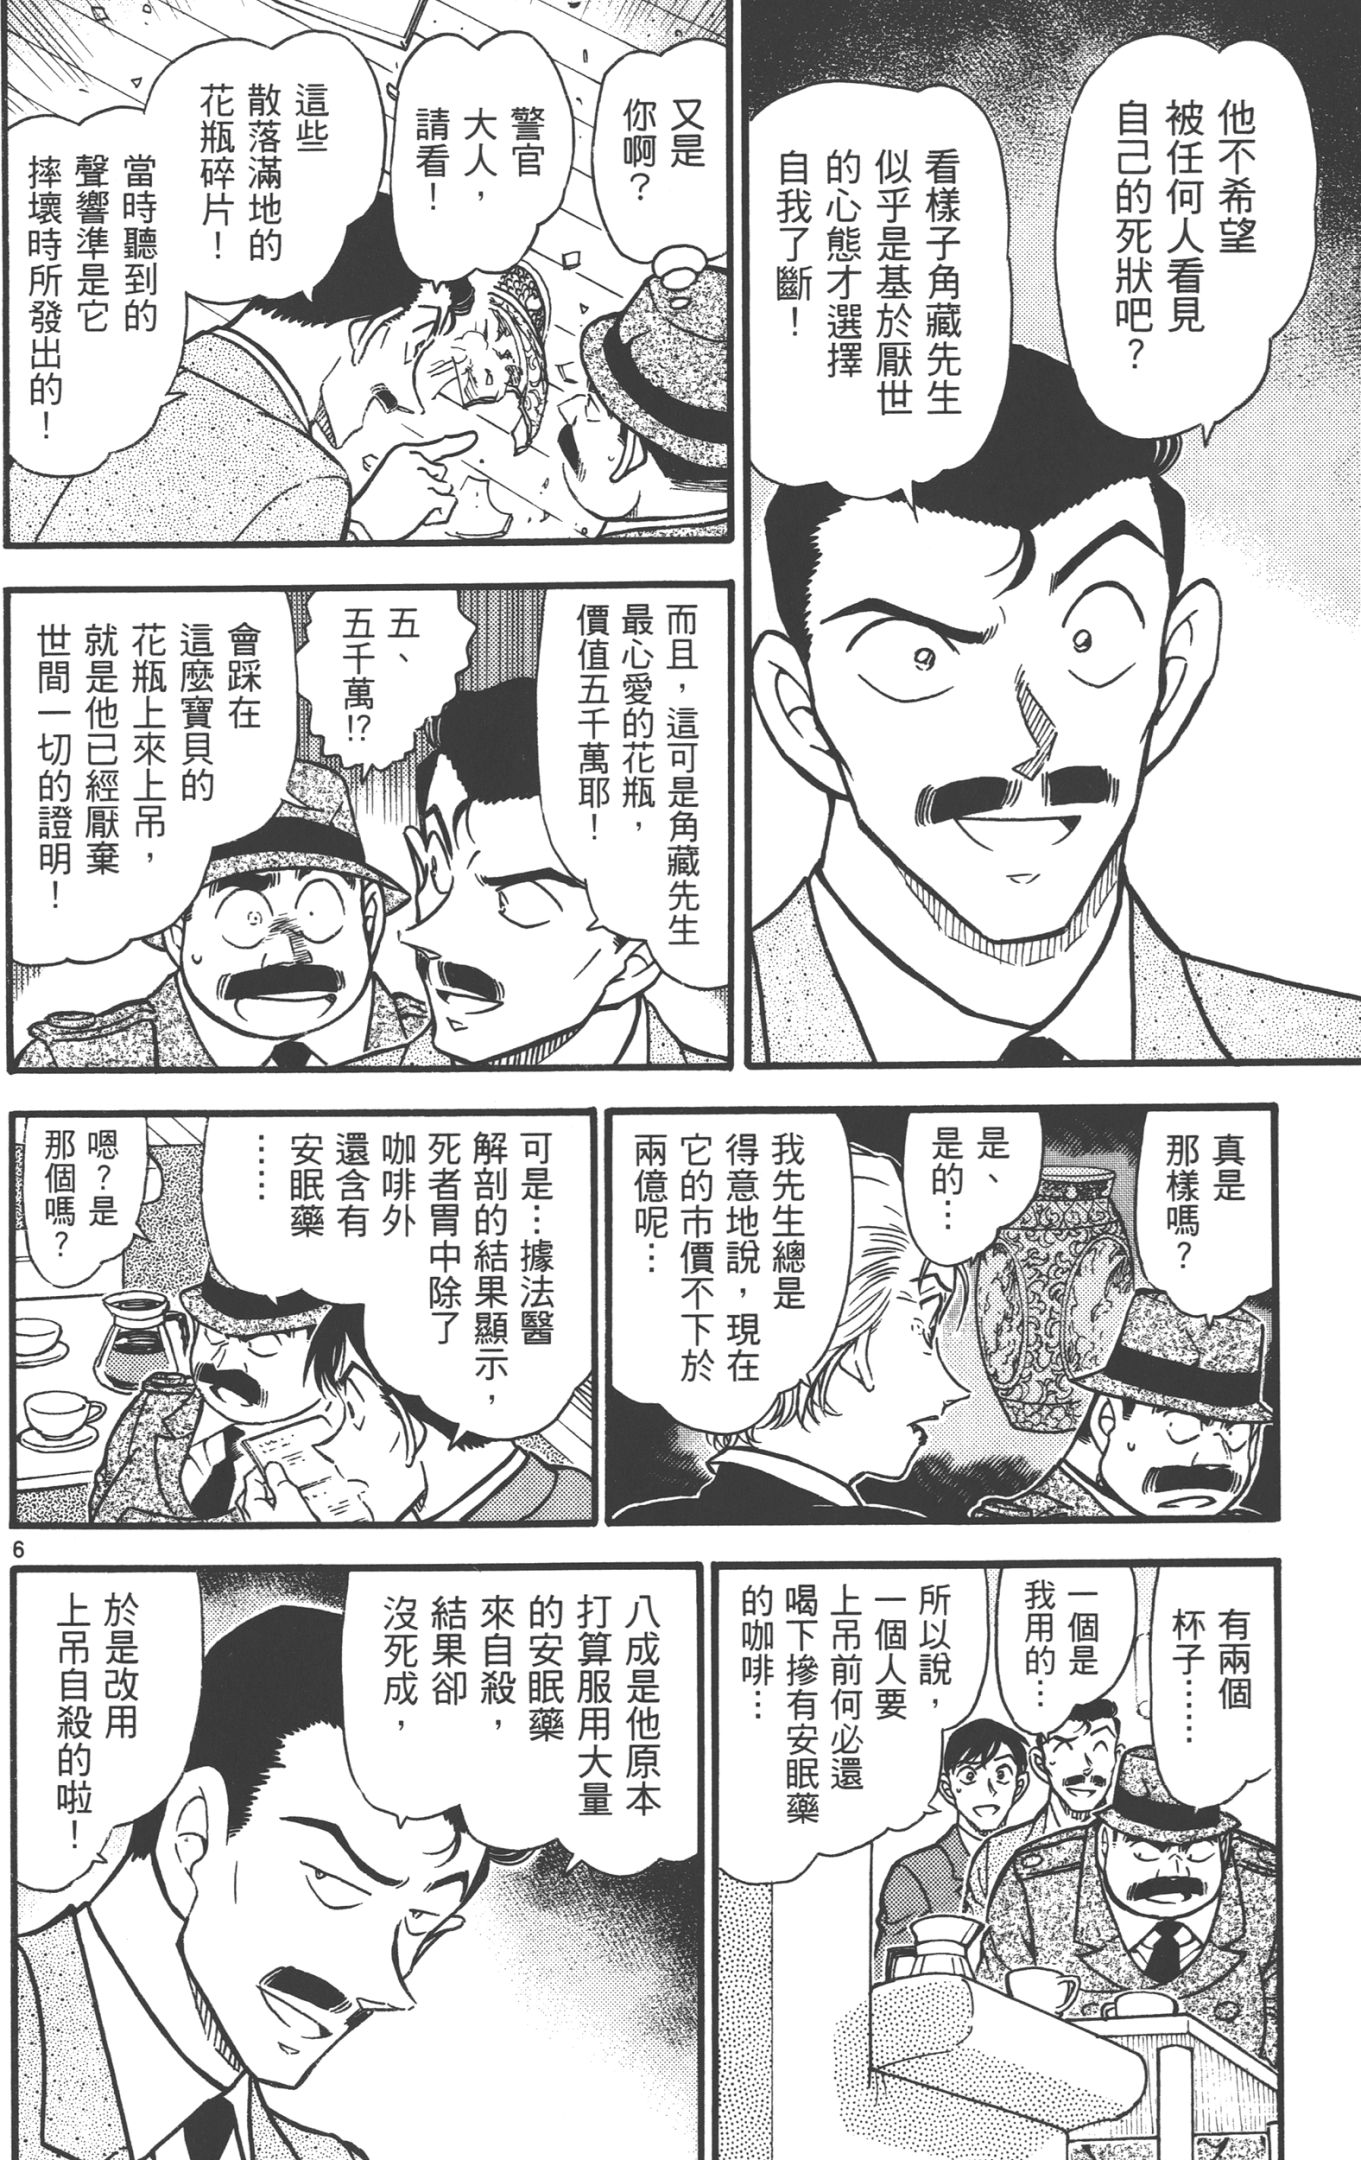 他不希望
被任何人看見
自己的死狀吧？
看樣子角藏先生
似乎是基於厭世
的心態才選擇
自我了斷！
又是
你啊？
警官
大人，
請看！
這些
散落滿地的
花瓶碎片！
當時聽到的
聲響準是它
摔壞時所發出的！
而且，這可是角藏先生
最心愛的花瓶，
價值五千萬耶！
五、
五千萬!?
會踩在
這麼寶貝的
花瓶上來上吊，
就是他已經厭棄
世間一切的證明！
真是
那樣嗎？
是、
是的…
我先生總是
得意地說，現在
它的市價不下於
兩億呢…
可是…據法醫
解剖的結果顯示，
死者胃中除了
咖啡外
還含有
安眠藥
……
嗯？是
那個嗎？
有兩個
杯子……
一個是
我用的…
所以說，
一個人要
上吊前何必還
喝下摻有安眠藥
的咖啡…
八成是他原本
打算服用大量
的安眠藥
來自殺，
結果卻
沒死成，
於是改用
上吊自殺的啦！
6